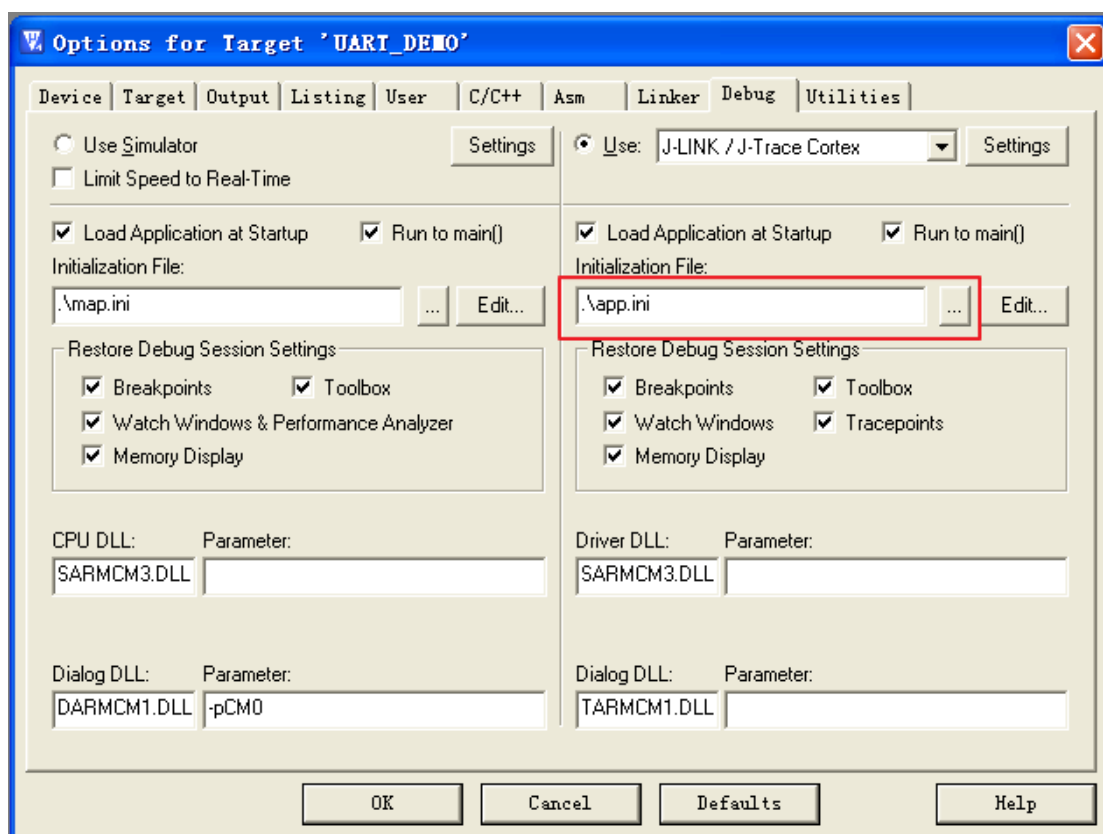 Options for Target 'UART_DEMO'
Device Target Output Listing User C/C++ Asm Linker Debug Utilities
Use Simulator Settings
Limit Speed to Real-Time
Use: J-LINK / J-Trace Cortex Settings
Load Application at Startup Run to main()
Initialization File:
.\map.ini ... Edit...
Restore Debug Session Settings
Breakpoints Toolbox
Watch Windows & Performance Analyzer
Memory Display
CPU DLL: Parameter:
SARMCM3.DLL
Dialog DLL: Parameter:
DARMCM1.DLL -pCM0
Load Application at Startup Run to main()
Initialization File:
.\app.ini ... Edit...
Restore Debug Session Settings
Breakpoints Toolbox
Watch Windows Tracepoints
Memory Display
Driver DLL: Parameter:
SARMCM3.DLL
Dialog DLL: Parameter:
TARMCM1.DLL
OK Cancel Defaults Help